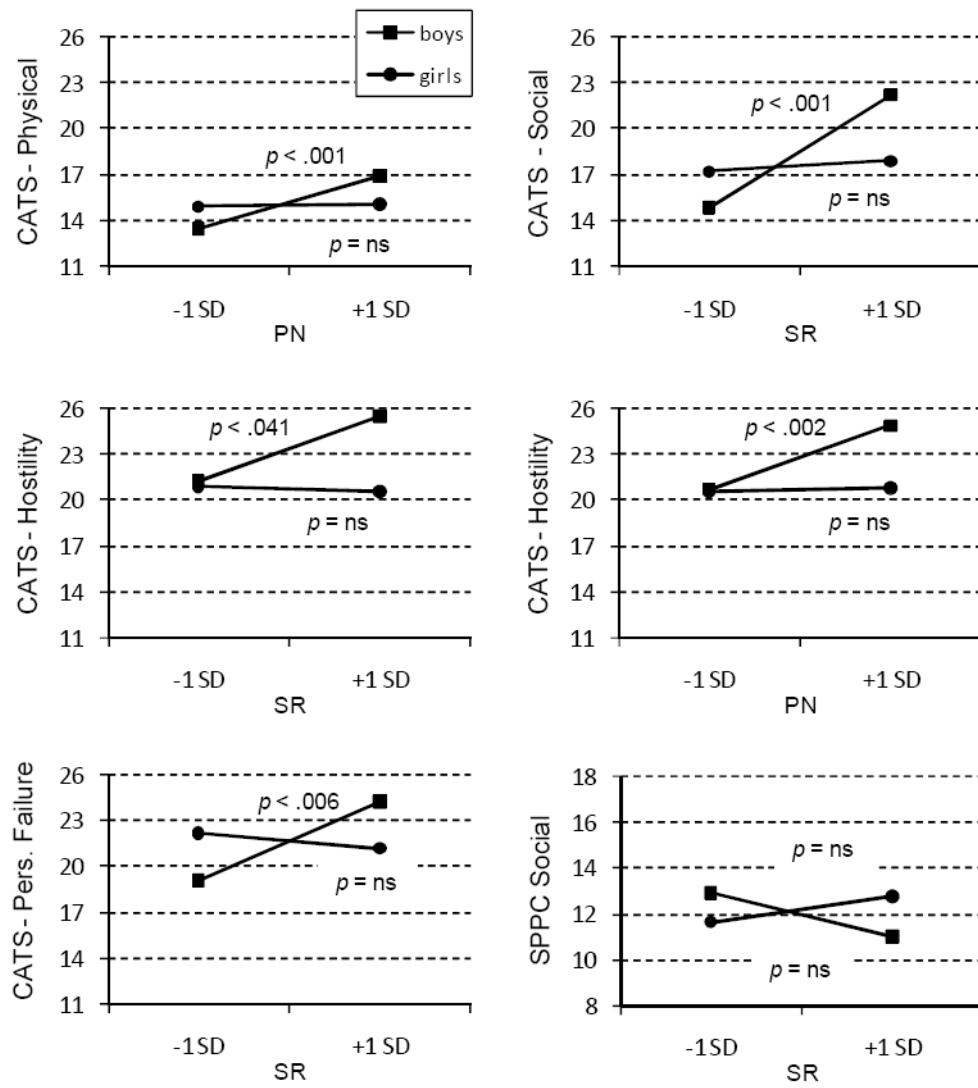 CATS - Physical
26
23
20
17
14
11
boys
girls
p < .001
p = ns
-1 SD
+1 SD
PN
CATS - Social
26
23
20
17
14
11
p < .001
p = ns
-1 SD
+1 SD
SR
CATS - Hostility
26
23
20
17
14
11
p < .041
p = ns
-1 SD
+1 SD
SR
CATS - Hostility
26
23
20
17
14
11
p < .002
p = ns
-1 SD
+1 SD
PN
CATS - Pers. Failure
26
23
20
17
14
11
p < .006
p = ns
-1 SD
+1 SD
SR
SPPC Social
18
16
14
12
10
8
p = ns
p = ns
-1 SD
+1 SD
SR